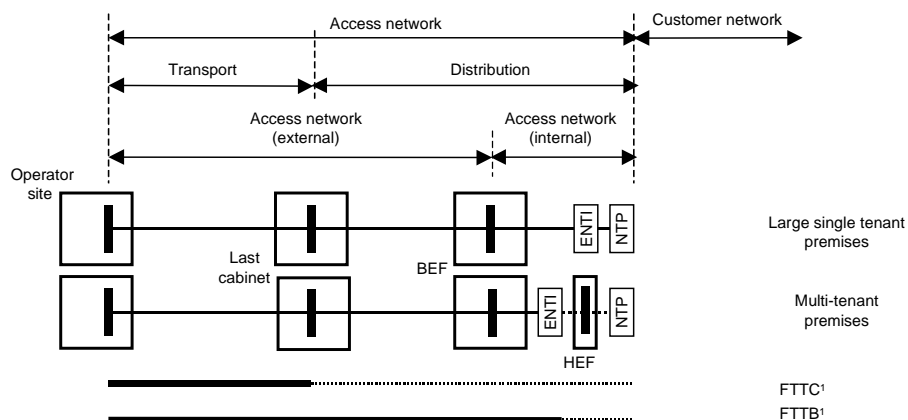 Access network
Customer network
Transport
Distribution
Access network
(external)
Access network
(internal)
Operator
site
ENTI
NTP
Large single tenant
premises
Last
cabinet
BEF
ENTI
NTP
Multi-tenant
premises
HEF
FTTC¹
FTTB¹